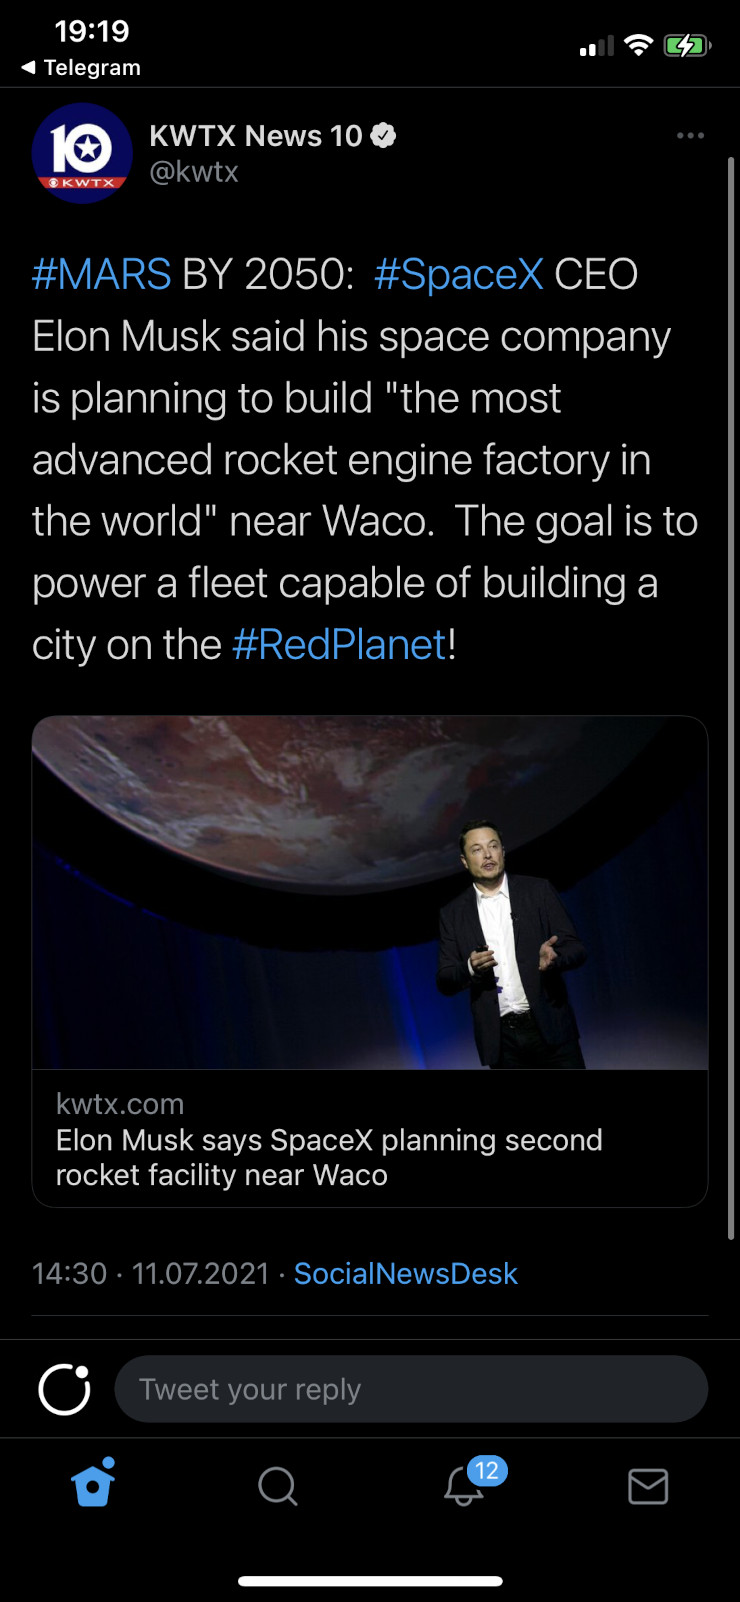 19:19
◀ Telegram
10
KWTX
KWTX News 10
@kwtx
#MARS BY 2050:  #SpaceX CEO
Elon Musk said his space company
is planning to build "the most
advanced rocket engine factory in
the world" near Waco.  The goal is to
power a fleet capable of building a
city on the #RedPlanet!
kwtx.com
Elon Musk says SpaceX planning second
rocket facility near Waco
14:30 · 11.07.2021 · SocialNewsDesk
Tweet your reply
12